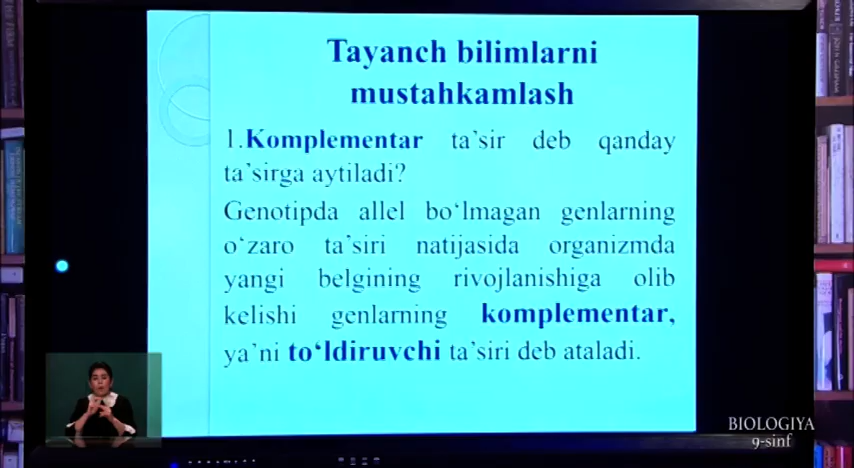 Tayanch bilimlarni
mustahkamlash
1.Komplementar ta’sir deb qanday
ta’sirga aytiladi?
Genotipda allel bo‘lmagan genlarning
o‘zaro ta’siri natijasida organizmda
yangi belgining rivojlanishiga olib
kelishi genlarning komplementar,
ya’ni to‘ldiruvchi ta’siri deb ataladi.
BIOLOGIYA
9-sinf